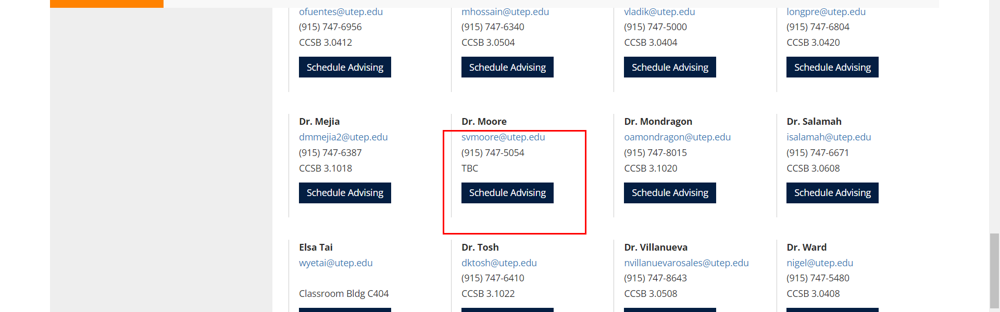 ofuentes@utep.edu
(915) 747-6956
CCSB 3.0412
Schedule Advising
mhossain@utep.edu
(915) 747-6340
CCSB 3.0504
Schedule Advising
vladik@utep.edu
(915) 747-5000
CCSB 3.0404
Schedule Advising
longpre@utep.edu
(915) 747-6804
CCSB 3.0420
Schedule Advising
Dr. Mejia
dmmejia2@utep.edu
(915) 747-6387
CCSB 3.1018
Schedule Advising
Dr. Moore
svmoore@utep.edu
(915) 747-5054
TBC
Schedule Advising
Dr. Mondragon
oamondragon@utep.edu
(915) 747-8015
CCSB 3.1020
Schedule Advising
Dr. Salamah
isalamah@utep.edu
(915) 747-6671
CCSB 3.0608
Schedule Advising
Elsa Tai
wyetai@utep.edu
Classroom Bldg C404
Dr. Tosh
dktosh@utep.edu
(915) 747-6410
CCSB 3.1022
Dr. Villanueva
nvillanuevarosales@utep.edu
(915) 747-8643
CCSB 3.0508
Dr. Ward
nigel@utep.edu
(915) 747-5480
CCSB 3.0408